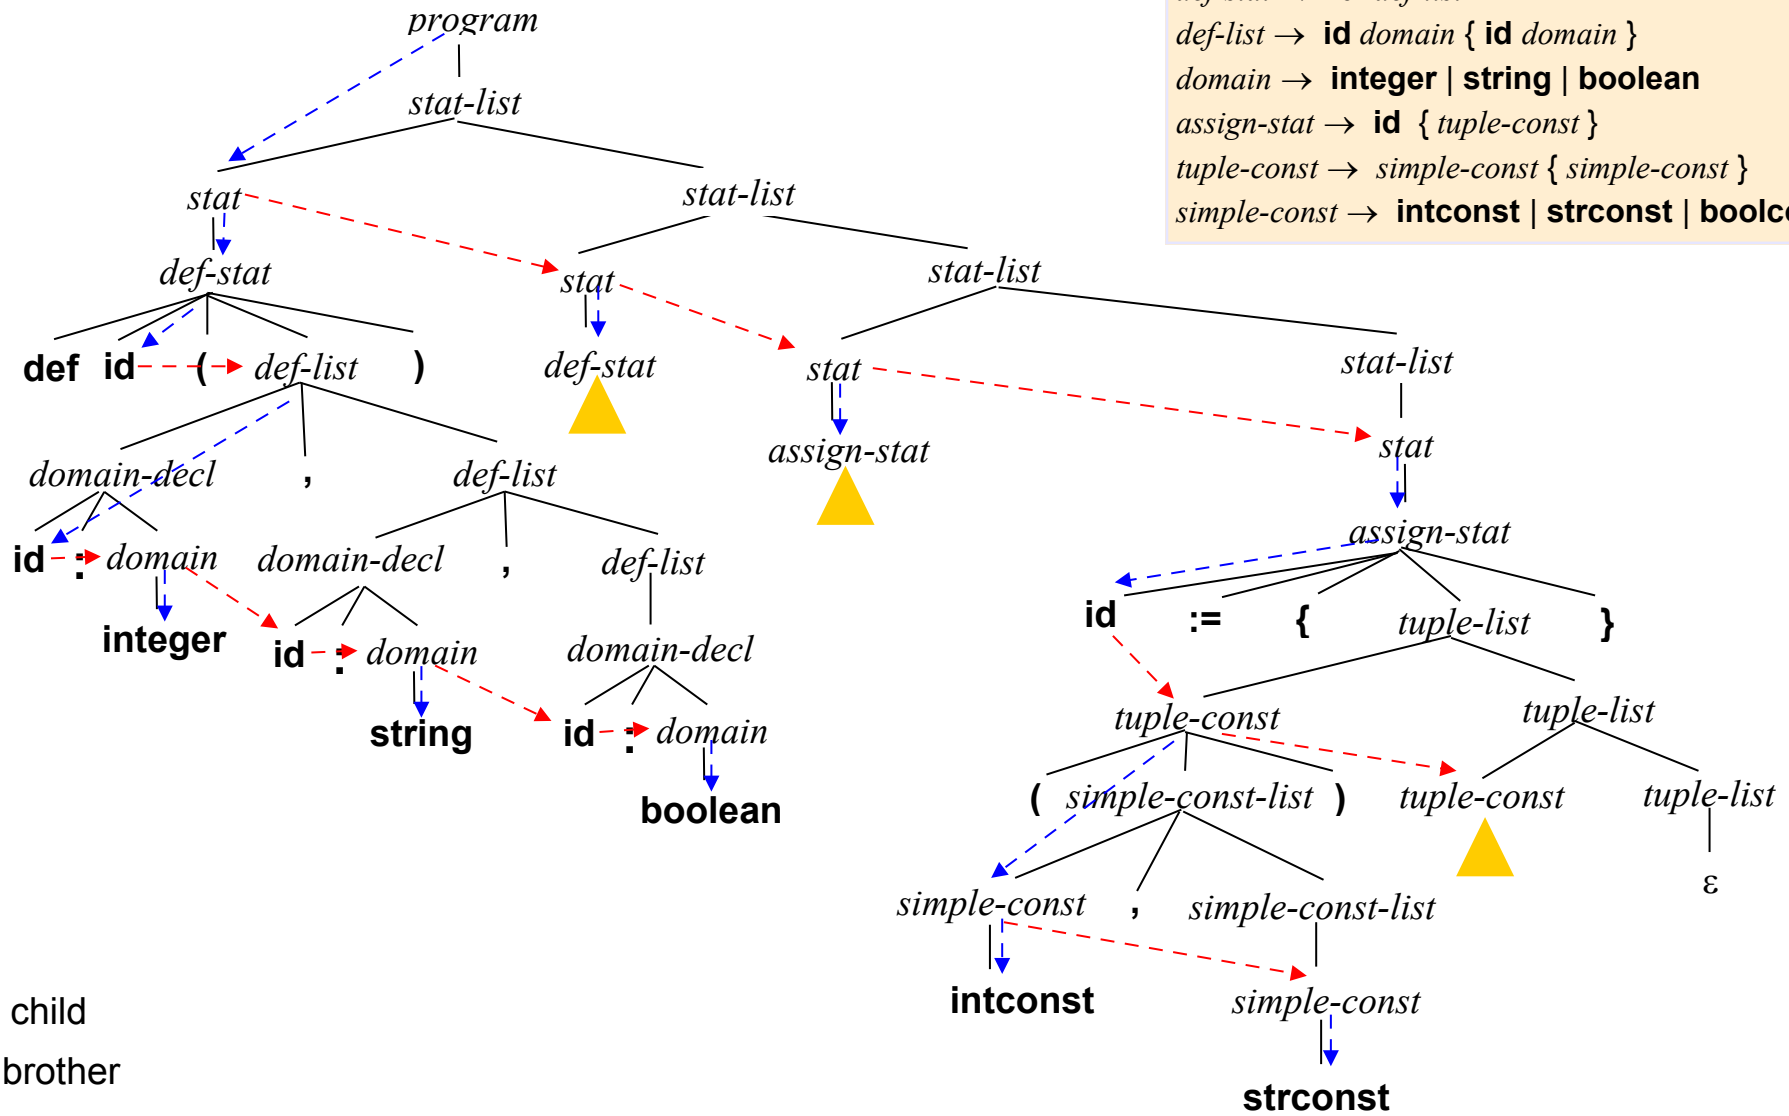 program
def-list → id domain { id domain }
stat-list
domain → integer | string | boolean
assign-stat → id { tuple-const }
tuple-const → simple-const { simple-const }
stat stat-list
simple-const → intconst | strconst |
def-stat stat stat-list
def id ( def-list ) def-stat stat stat-list
domain-decl , def-list assign-stat stat
id : domain domain-decl , def-list assign-stat
integer id : domain domain-decl id := { tuple-list }
string id : domain tuple-const tuple-list
boolean ( simple-const-list ) tuple-const tuple-list
ε
simple-const , simple-const-list
intconst simple-const
child
brother
strconst